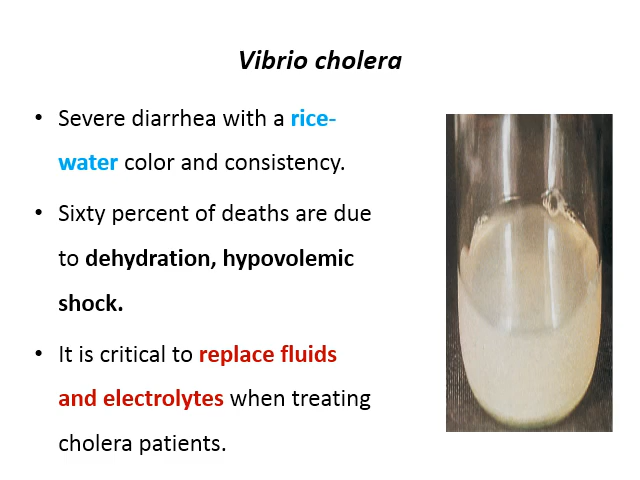 Vibrio cholera
• Severe diarrhea with a rice-
water color and consistency.
• Sixty percent of deaths are due
to dehydration, hypovolemic
shock.
• It is critical to replace fluids
and electrolytes when treating
cholera patients.